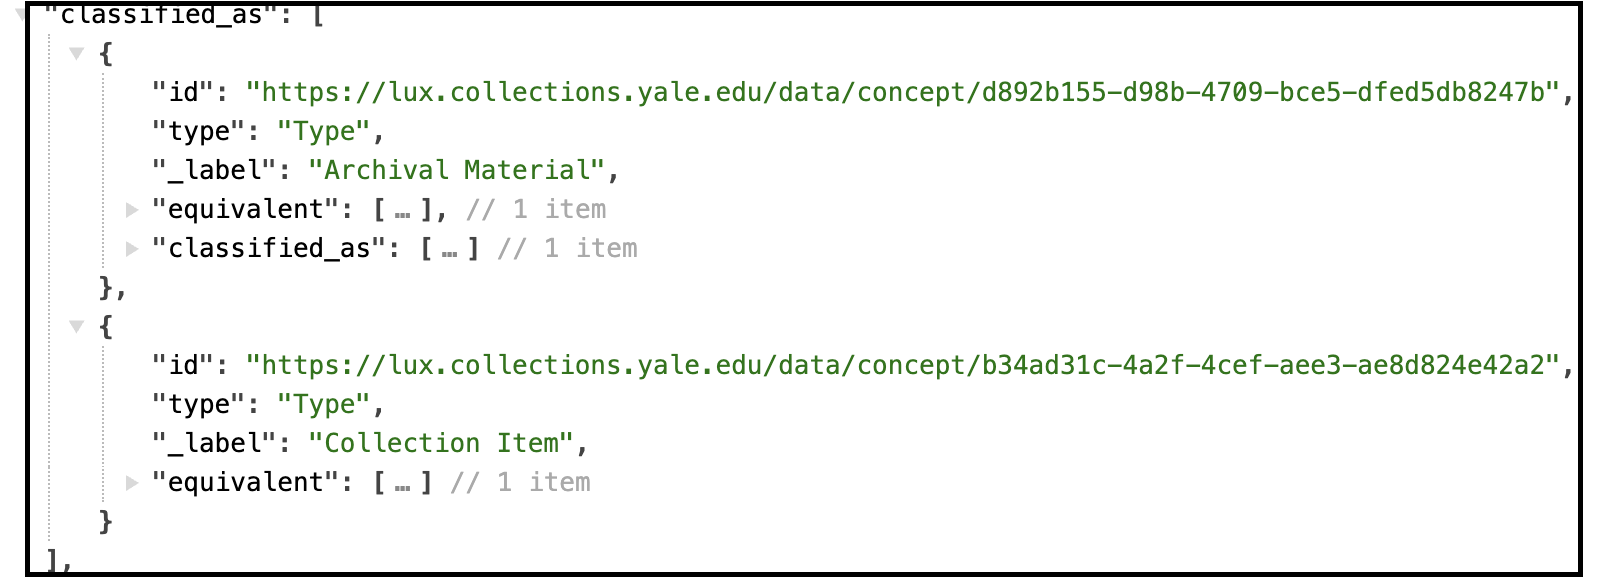 "classified_as": [
{
"id": "https://lux.collections.yale.edu/data/concept/d892b155-d98b-4709-bce5-dfed5db8247b",
"type": "Type",
"_label": "Archival Material",
"equivalent": [ … ], // 1 item
"classified_as": [ … ] // 1 item
},
{
"id": "https://lux.collections.yale.edu/data/concept/b34ad31c-4a2f-4cef-aee3-ae8d824e42a2",
"type": "Type",
"_label": "Collection Item",
"equivalent": [ … ] // 1 item
}
],